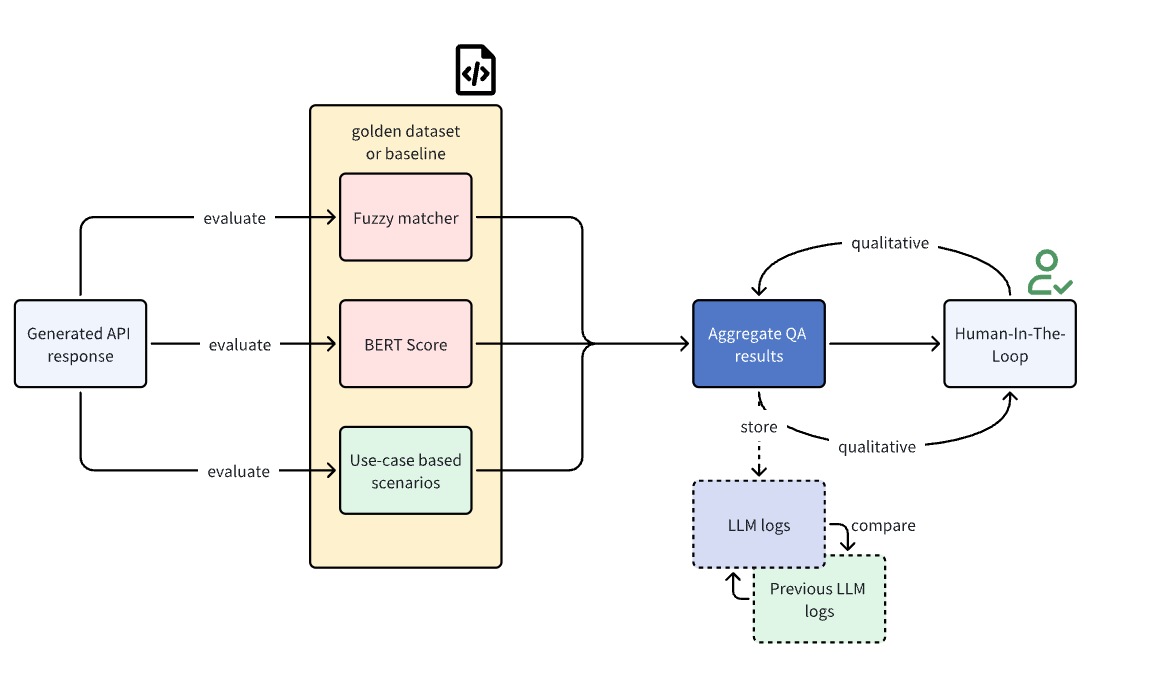 golden dataset
or baseline
evaluate
Fuzzy matcher
Generated API
response
evaluate
BERT Score
evaluate
Use-case based
scenarios
qualitative
Aggregate QA
results
Human-In-The-
Loop
store
qualitative
LLM logs
compare
Previous LLM
logs